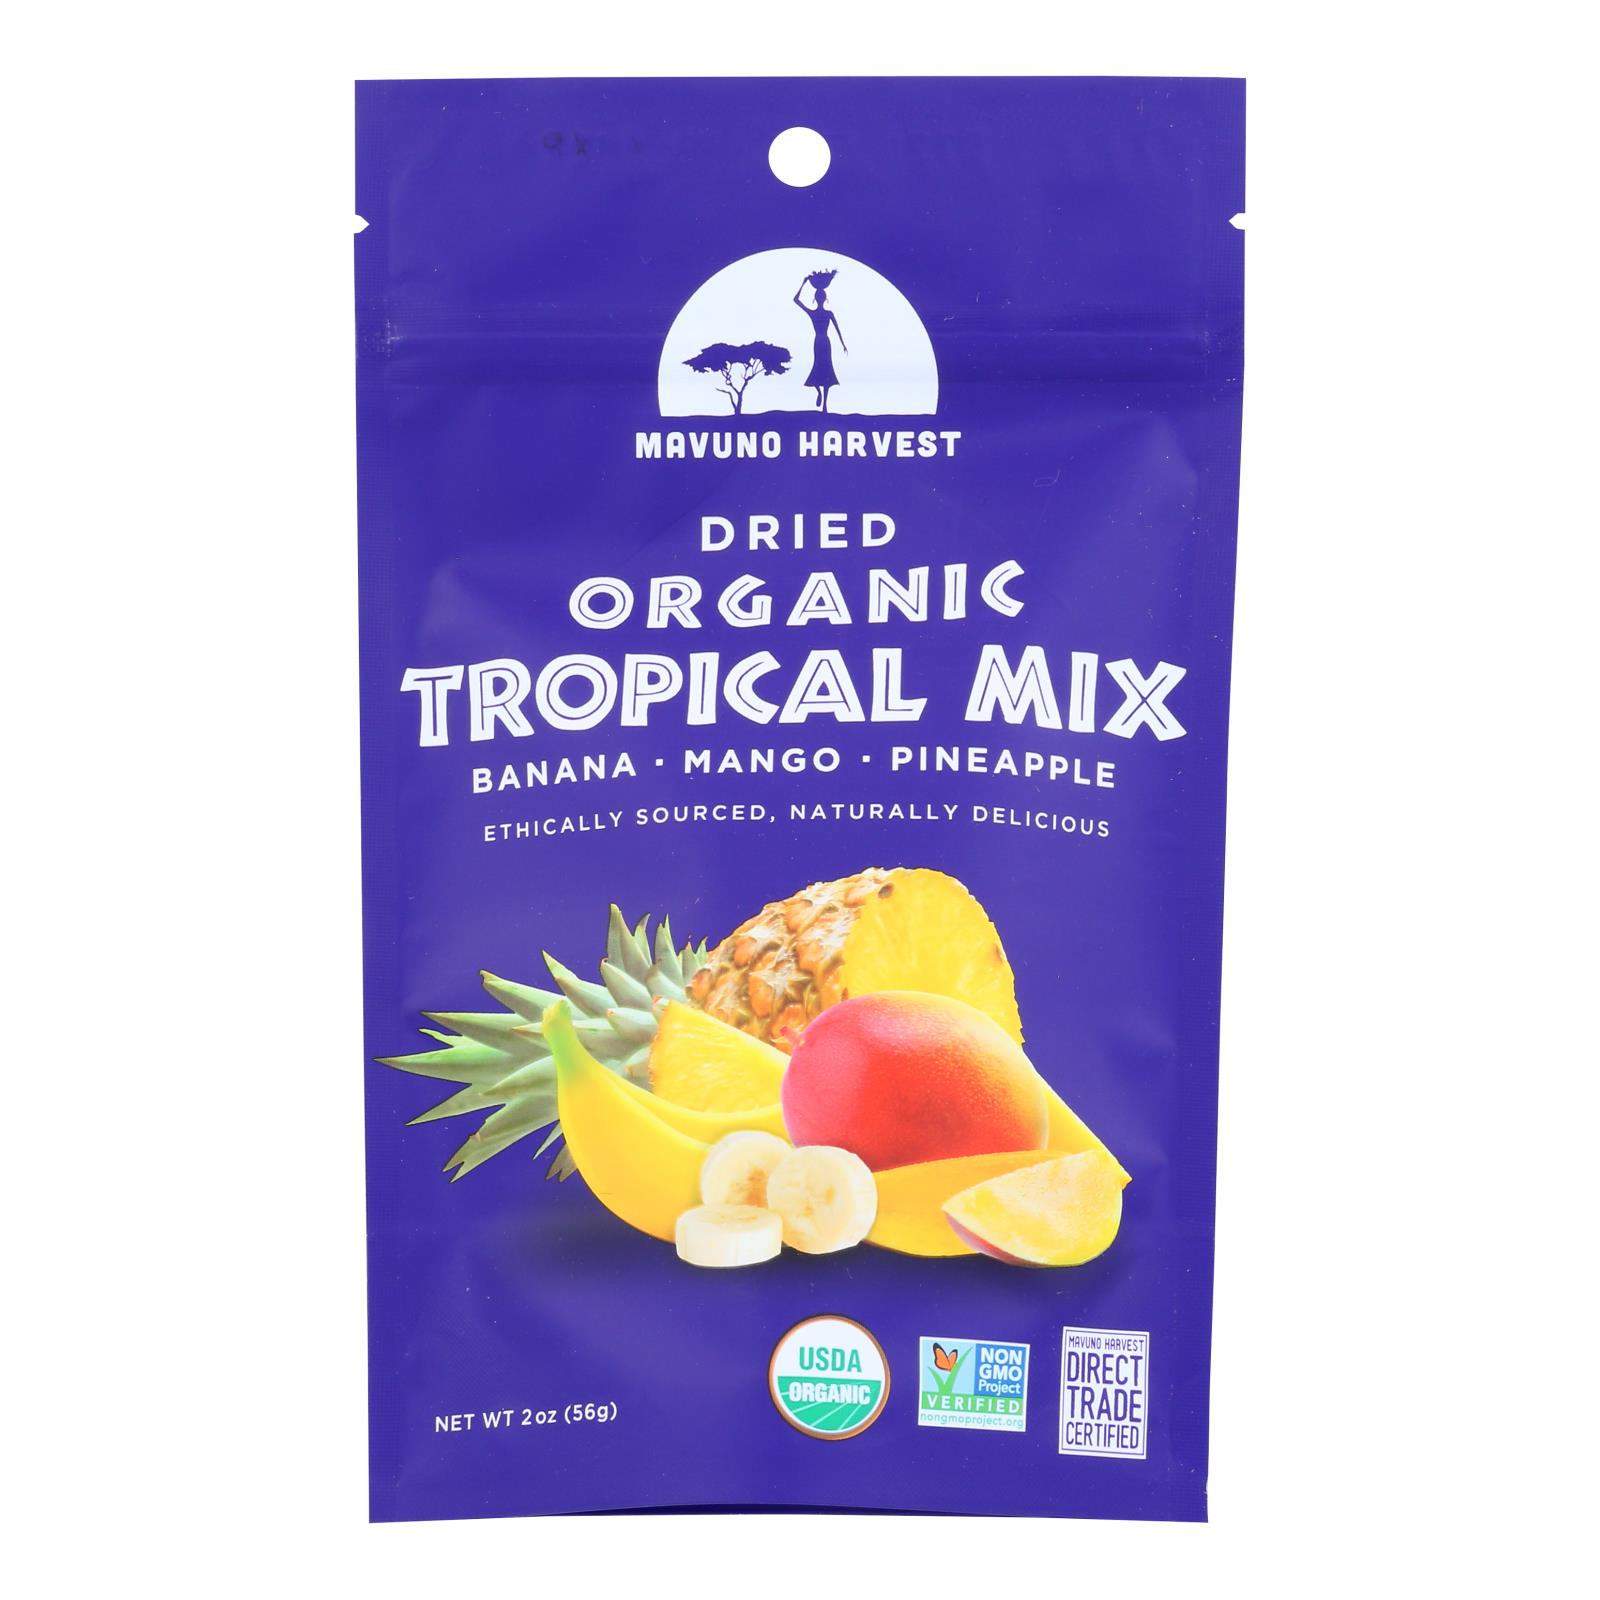 MAVUNO HARVEST
DRIED
ORGANIC
TROPICAL MIX
BANANA · MANGO · PINEAPPLE
ETHICALLY SOURCED, NATURALLY DELICIOUS
NET WT 2oz (56g)
USDA
ORGANIC
NON
GMO
Project
VERIFIED
nongmoproject.org
MAVUNO HARVEST
DIRECT
TRADE
CERTIFIED